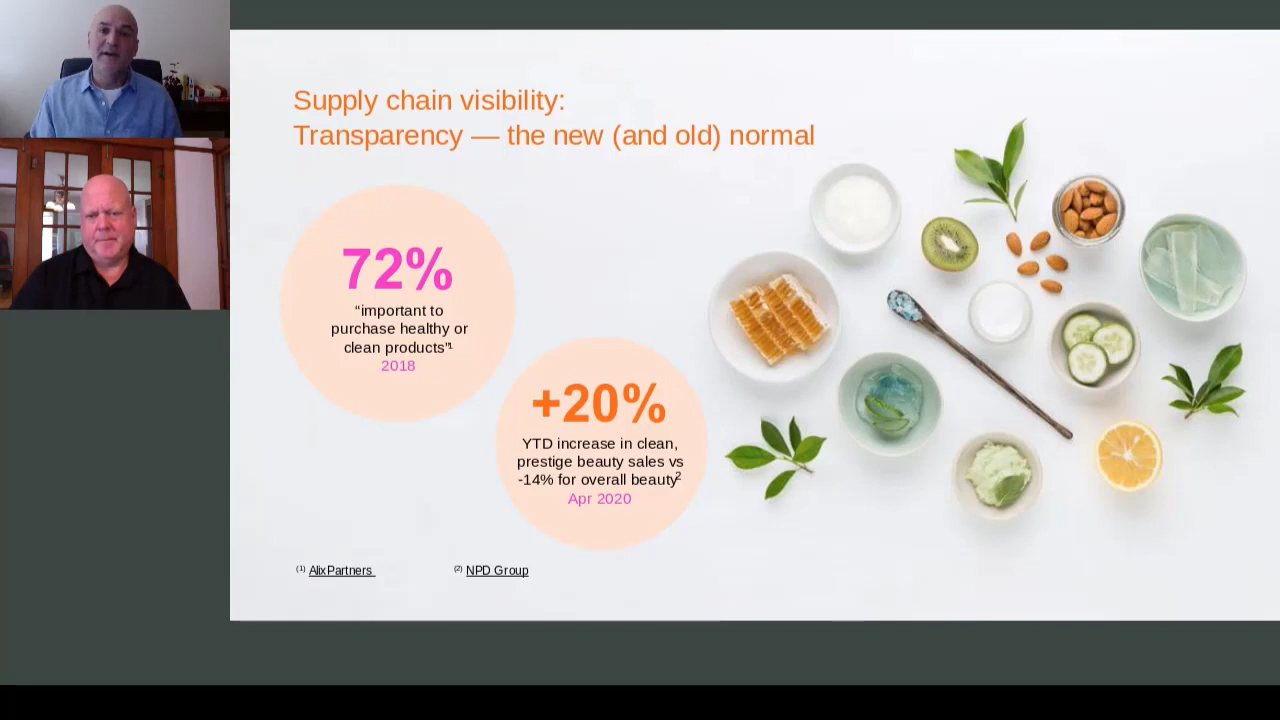 Supply chain visibility:
Transparency — the new (and old) normal
72%
“important to
purchase healthy or
clean products”¹
2018
+20%
YTD increase in clean,
prestige beauty sales vs
-14% for overall beauty²
Apr 2020
(1) AlixPartners
(2) NPD Group